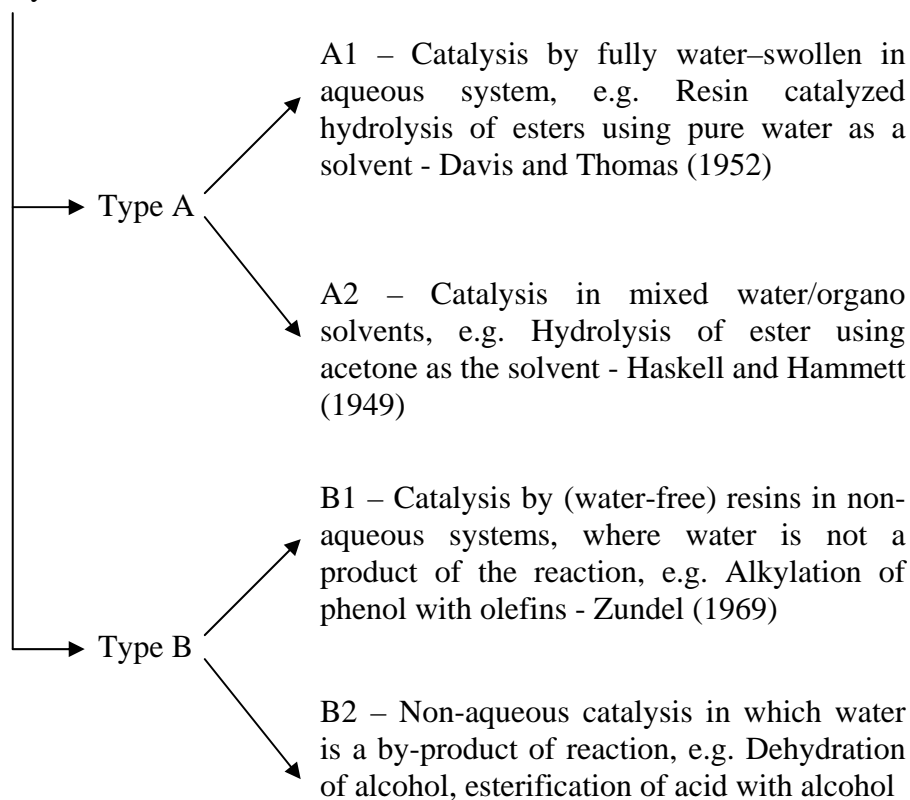 A1 – Catalysis by fully water–swollen in
aqueous system, e.g. Resin catalyzed
hydrolysis of esters using pure water as a
solvent - Davis and Thomas (1952)
Type A
A2 – Catalysis in mixed water/organo
solvents, e.g. Hydrolysis of ester using
acetone as the solvent - Haskell and Hammett
(1949)
B1 – Catalysis by (water-free) resins in non-
aqueous systems, where water is not a
product of the reaction, e.g. Alkylation of
phenol with olefins - Zundel (1969)
Type B
B2 – Non-aqueous catalysis in which water
is a by-product of reaction, e.g. Dehydration
of alcohol, esterification of acid with alcohol